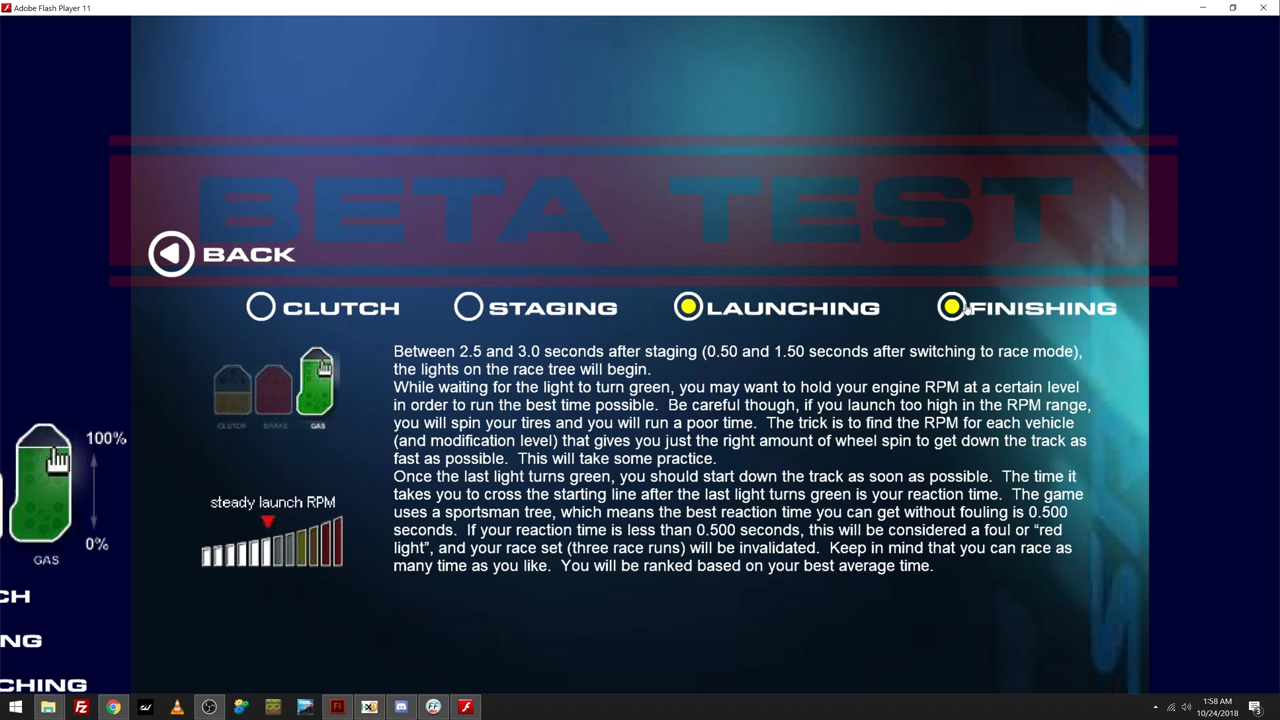 Adobe Flash Player 11
BETA TEST
BACK
CLUTCH
STAGING
LAUNCHING
FINISHING
CLUTCH
BRAKE
GAS
Between 2.5 and 3.0 seconds after staging (0.50 and 1.50 seconds after switching to race mode),
the lights on the race tree will begin.
While waiting for the light to turn green, you may want to hold your engine RPM at a certain level
in order to run the best time possible.  Be careful though, if you launch too high in the RPM range,
you will spin your tires and you will run a poor time.  The trick is to find the RPM for each vehicle
(and modification level) that gives you just the right amount of wheel spin to get down the track as
fast as possible.  This will take some practice.
Once the last light turns green, you should start down the track as soon as possible.  The time it
takes you to cross the starting line after the last light turns green is your reaction time.  The game
uses a sportsman tree, which means the best reaction time you can get without fouling is 0.500
seconds.  If your reaction time is less than 0.500 seconds, this will be considered a foul or “red
light”, and your race set (three race runs) will be invalidated.  Keep in mind that you can race as
many time as you like.  You will be ranked based on your best average time.
steady launch RPM
100%
0%
GAS
CH
NG
CHING
1:58 AM
10/24/2018